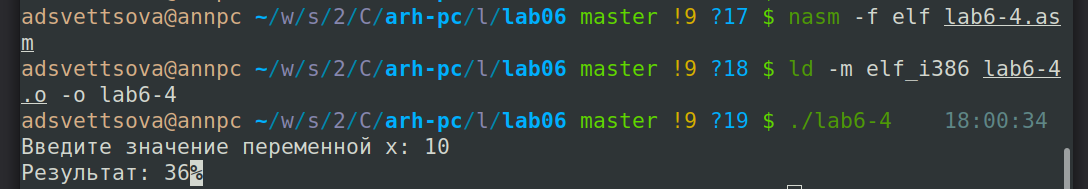 adsvettsova@annpc ~/w/s/2/C/arh-pc/l/lab06 master !9 ?17 $ nasm -f elf lab6-4.as
m
adsvettsova@annpc ~/w/s/2/C/arh-pc/l/lab06 master !9 ?18 $ ld -m elf_i386 lab6-4
.o -o lab6-4
adsvettsova@annpc ~/w/s/2/C/arh-pc/l/lab06 master !9 ?19 $ ./lab6-4 18:00:34
Введите значение переменной x: 10
Результат: 36%